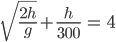 √(2h/g) + h/300 = 4